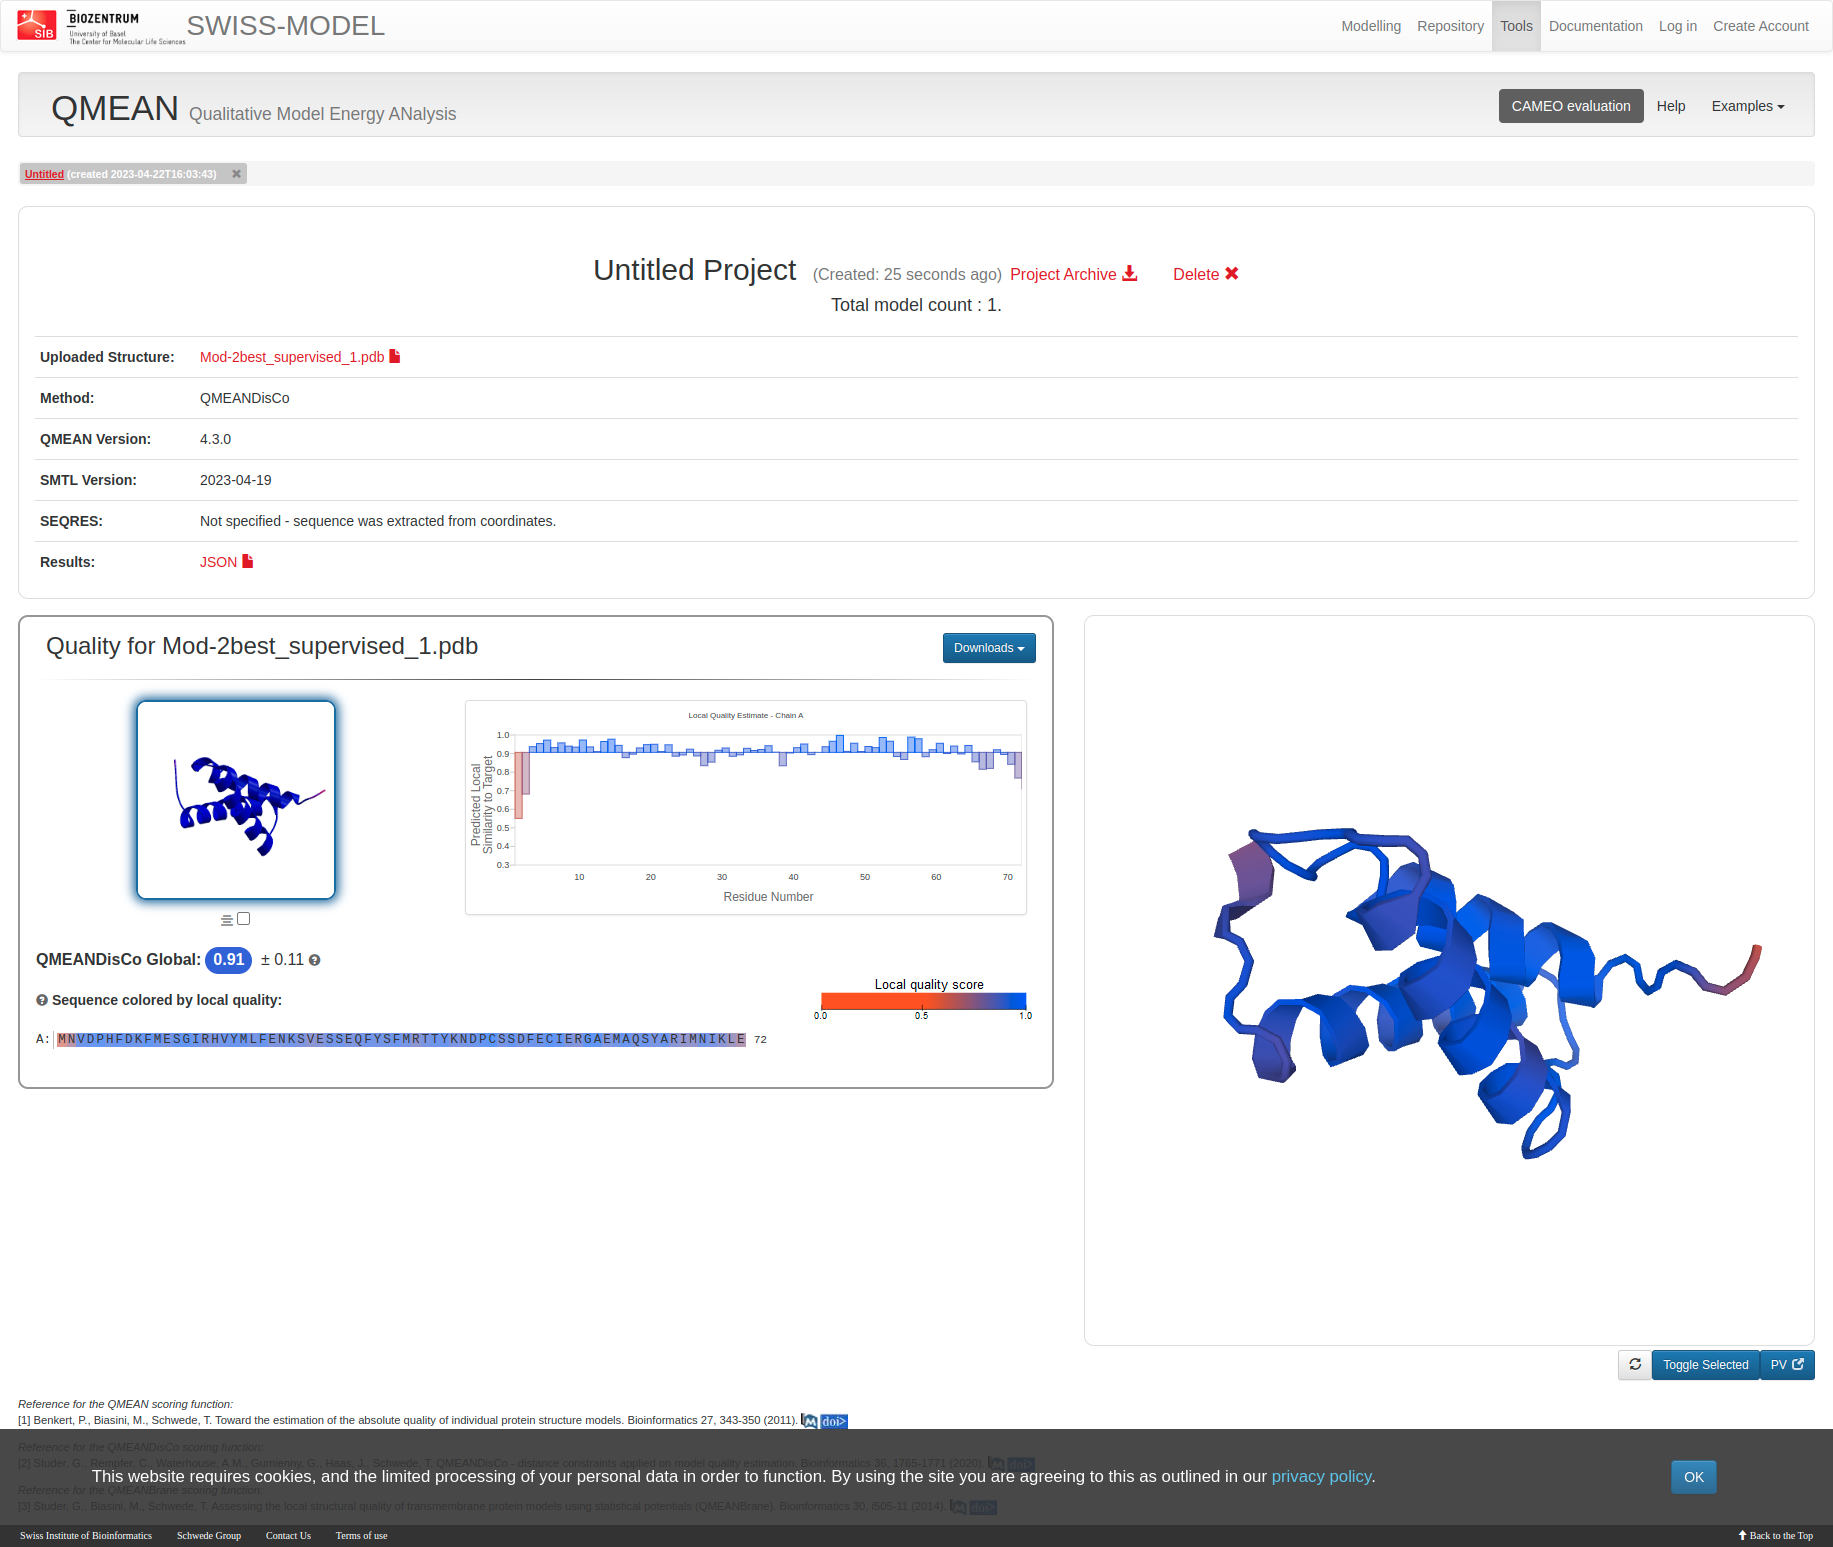 SIB
BIOZENTRUM
University of Basel
The Center for Molecular Life Sciences
SWISS-MODEL
Modelling Repository Tools Documentation Log in Create Account
QMEAN Qualitative Model Energy ANalysis
CAMEO evaluation Help Examples
Untitled (created 2023-04-22T16:03:43)
Untitled Project (Created: 25 seconds ago) Project Archive Delete
Total model count : 1.
Uploaded Structure: Mod-2best_supervised_1.pdb
Method: QMEANDisCo
QMEAN Version: 4.3.0
SMTL Version: 2023-04-19
SEQRES: Not specified - sequence was extracted from coordinates.
Results: JSON
Quality for Mod-2best_supervised_1.pdb
Downloads
Local Quality Estimate - Chain A
Predicted Local
Similarity to Target
1.0
0.9
0.8
0.7
0.6
0.5
0.4
0.3
10 20 30 40 50 60 70
Residue Number
QMEANDisCo Global: 0.91 ± 0.11
Sequence colored by local quality:
Local quality score
0.0 0.5 1.0
A: MNVDPHFDKFMESGIRHVYMLFENKSVESSEQFYSFMRTTYKNDPCSSDFECIERGAEMAQSYARIMNIKLE 72
Toggle Selected PV
Reference for the QMEAN scoring function:
[1] Benkert, P., Biasini, M., Schwede, T. Toward the estimation of the absolute quality of individual protein structure models. Bioinformatics 27, 343-350 (2011). M doi>
Reference for the QMEANDisCo scoring function:
[2] Studer, G., Rempfer, C., Waterhouse, A.M., Gumienny, G., Haas, J., Schwede, T. QMEANDisCo - distance constraints applied on model quality estimation. Bioinformatics 36, 1765-1771 (2020). M doi>
This website requires cookies, and the limited processing of your personal data in order to function. By using the site you are agreeing to this as outlined in our privacy policy.
OK
Reference for the QMEANBrane scoring function:
[3] Studer, G., Biasini, M., Schwede, T. Assessing the local structural quality of transmembrane protein models using statistical potentials (QMEANBrane). Bioinformatics 30, i505-11 (2014). M doi>
Swiss Institute of Bioinformatics Schwede Group Contact Us Terms of use
Back to the Top